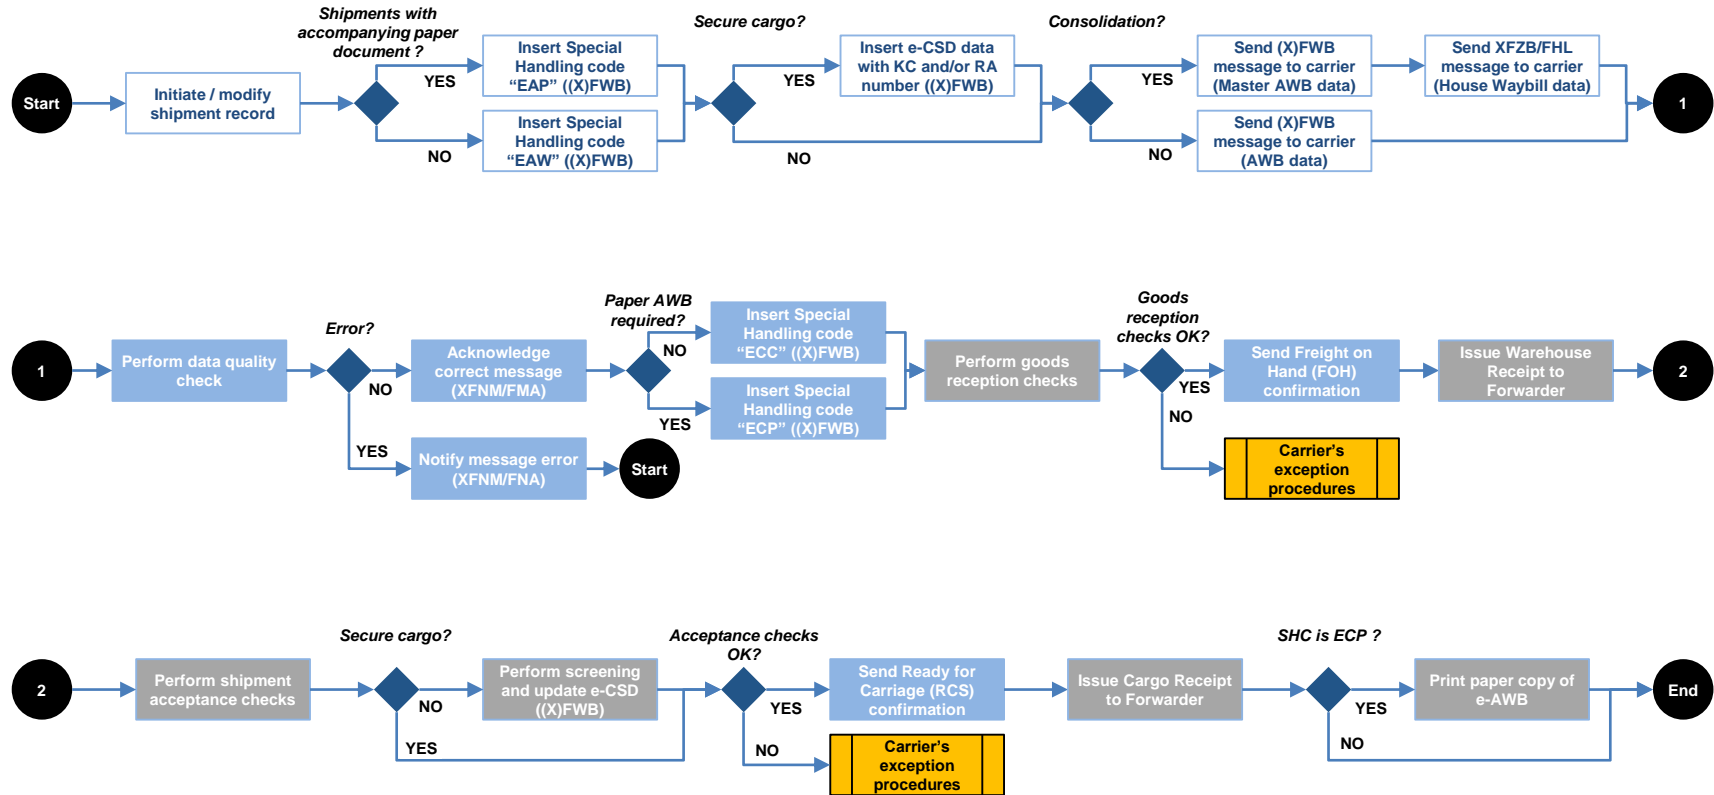 Shipments with
accompanying paper
document ?
Secure cargo?
Consolidation?
Start
Initiate / modify
shipment record
YES
NO
Insert Special
Handling code
“EAP” ((X)FWB)
Insert Special
Handling code
“EAW” ((X)FWB)
YES
NO
Insert e-CSD data
with KC and/or RA
number ((X)FWB)
YES
NO
Send (X)FWB
message to carrier
(Master AWB data)
Send XFZB/FHL
message to carrier
(House Waybill data)
Send (X)FWB
message to carrier
(AWB data)
1
1
Perform data quality
check
Error?
NO
YES
Acknowledge
correct message
(XFNM/FMA)
Notify message error
(XFNM/FNA)
Start
Paper AWB
required?
NO
YES
Insert Special
Handling code
“ECC” ((X)FWB)
Insert Special
Handling code
“ECP” ((X)FWB)
Perform goods
reception checks
Goods
reception
checks OK?
YES
NO
Send Freight on
Hand (FOH)
confirmation
Carrier’s
exception
procedures
Issue Warehouse
Receipt to
Forwarder
2
2
Perform shipment
acceptance checks
Secure cargo?
NO
YES
Perform screening
and update e-CSD
((X)FWB)
Acceptance checks
OK?
YES
NO
Send Ready for
Carriage (RCS)
confirmation
Carrier’s
exception
procedures
Issue Cargo Receipt
to Forwarder
SHC is ECP ?
YES
NO
Print paper copy of
e-AWB
End